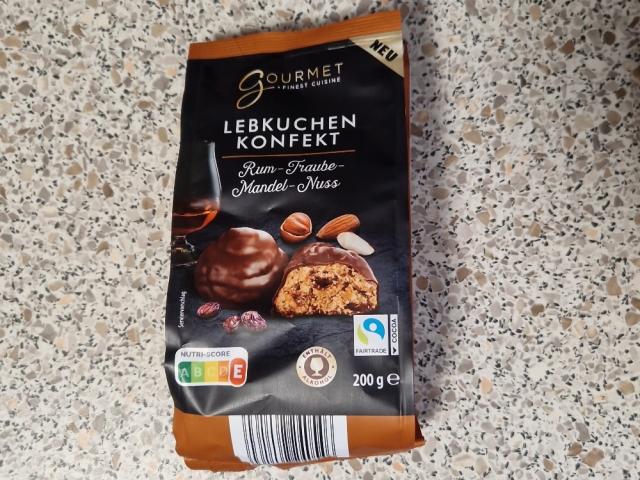 NEU
GOURMET
FINEST CUISINE
LEBKUCHEN
KONFEKT
Rum-Traube-
Mandel-Nuss
Serviervorschlag
FAIRTRADE
COCOA
NUTRI-SCORE
A B C D E
ENTHÄLT
ALKOHOL
200 g e